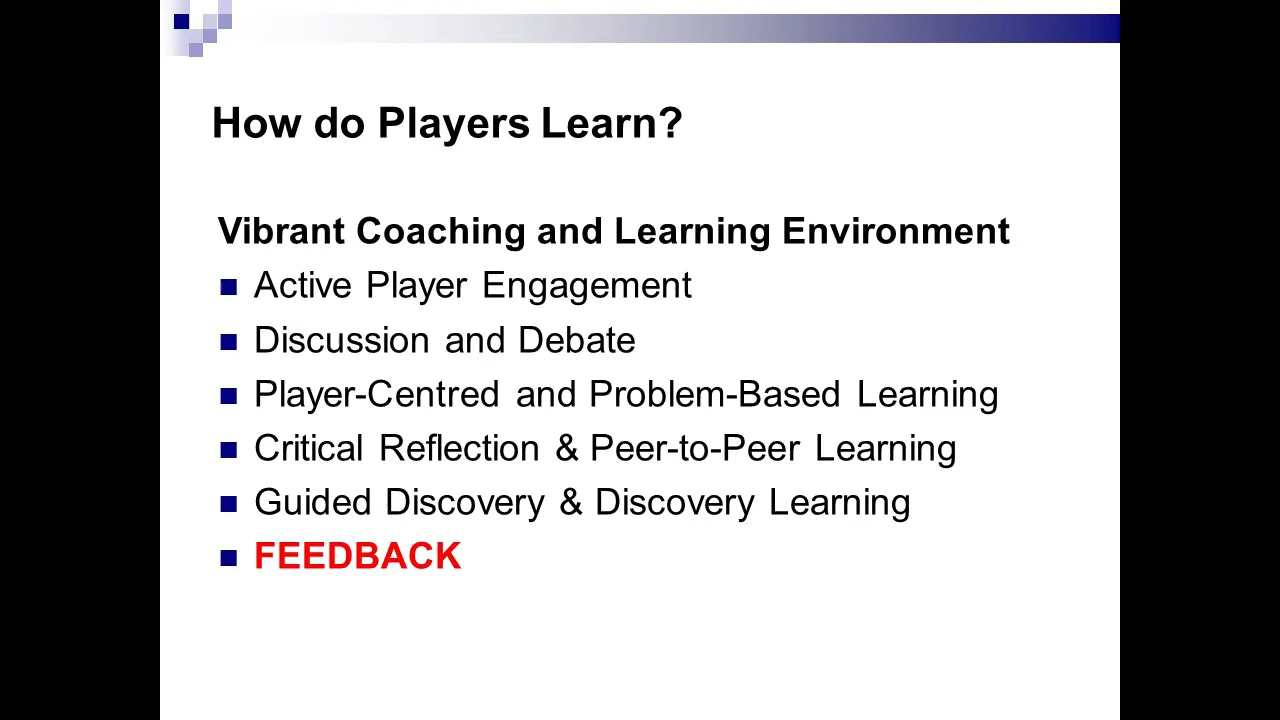 How do Players Learn?
Vibrant Coaching and Learning Environment
Active Player Engagement
Discussion and Debate
Player-Centred and Problem-Based Learning
Critical Reflection & Peer-to-Peer Learning
Guided Discovery & Discovery Learning
FEEDBACK